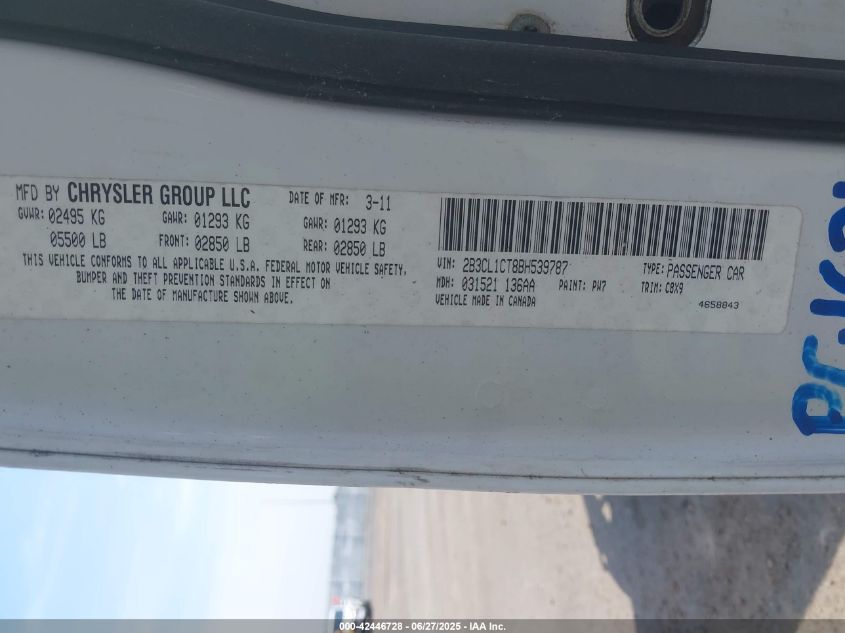 MFD BY CHRYSLER GROUP LLC DATE OF MFR: 3-11
GVWR: 02495 KG GAWR: 01293 KG GAWR: 01293 KG
05500 LB FRONT: 02850 LB REAR: 02850 LB
THIS VEHICLE CONFORMS TO ALL APPLICABLE U.S.A. FEDERAL MOTOR VEHICLE SAFETY,
BUMPER AND THEFT PREVENTION STANDARDS IN EFFECT ON
THE DATE OF MANUFACTURE SHOWN ABOVE.
VIN: 2B3CL1CT8BH539787 TYPE: PASSENGER CAR
MDH: 031521 136AA PAINT: PW7 TRIM: C8X9
VEHICLE MADE IN CANADA 4658843
000-42446728 - 06/27/2025 - IAA Inc.